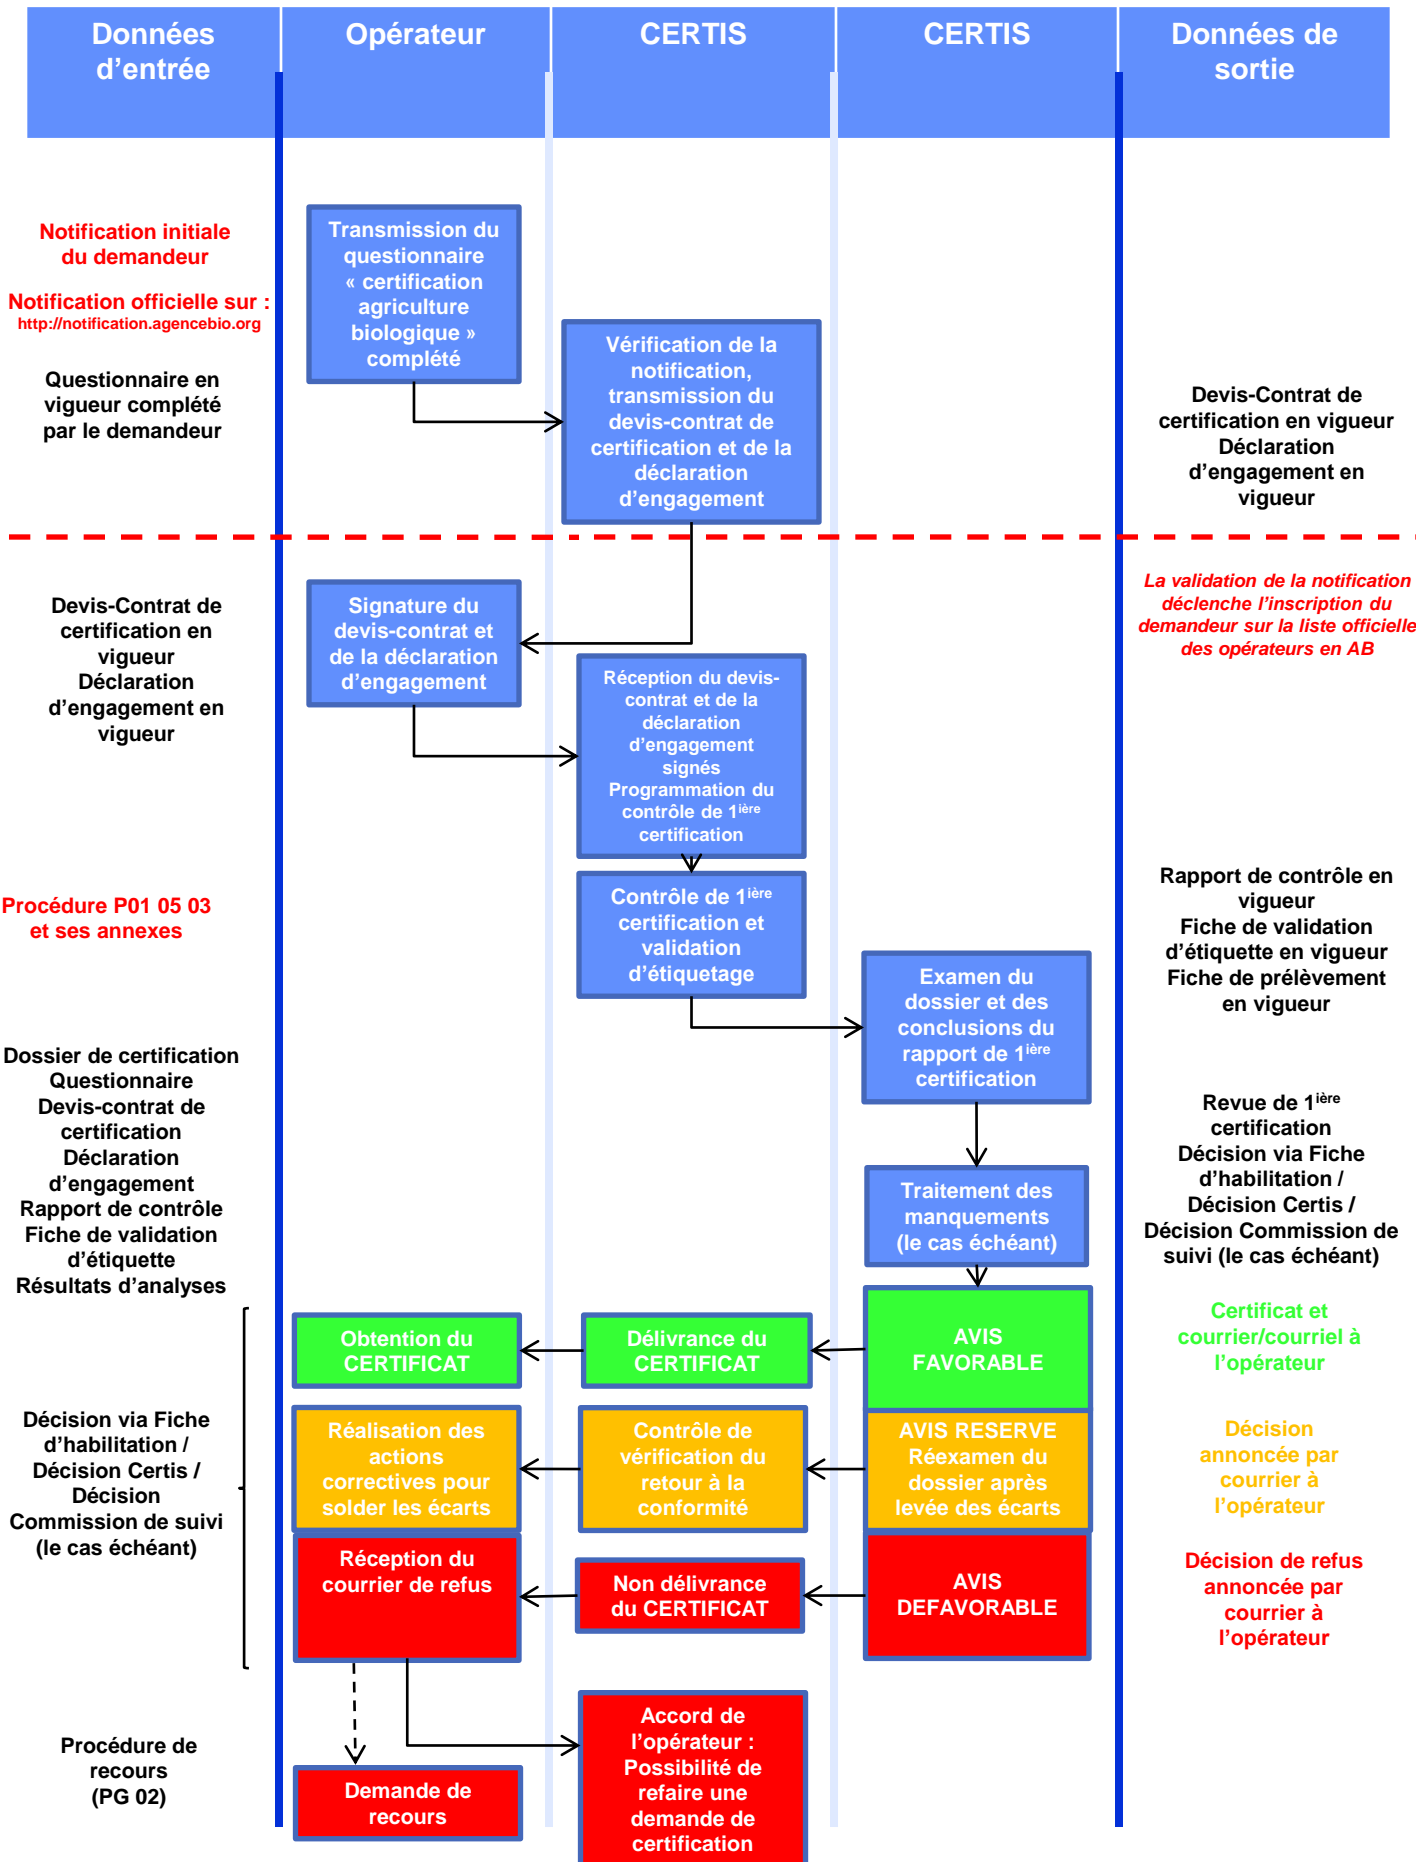 Données
d’entrée
Opérateur
CERTIS
CERTIS
Données de
sortie
Notification initiale
du demandeur
Notification officielle sur :
http://notification.agencebio.org
Questionnaire en
vigueur complété
par le demandeur
Transmission du
questionnaire
« certification
agriculture
biologique »
complété
Vérification de la
notification,
transmission du
devis-contrat de
certification et de la
déclaration
d’engagement
Devis-Contrat de
certification en vigueur
Déclaration
d’engagement en
vigueur
Devis-Contrat de
certification en
vigueur
Déclaration
d’engagement en
vigueur
Signature du
devis-contrat et
de la déclaration
d’engagement
La validation de la notification
déclenche l’inscription du
demandeur sur la liste officielle
des opérateurs en AB
Réception du devis-
contrat et de la
déclaration
d’engagement
signés
Programmation du
contrôle de 1ière
certification
Procédure P01 05 03
et ses annexes
Contrôle de 1ière
certification et
validation
d’étiquetage
Rapport de contrôle en
vigueur
Fiche de validation
d’étiquette en vigueur
Fiche de prélèvement
en vigueur
Examen du
dossier et des
conclusions du
rapport de 1ière
certification
Dossier de certification
Questionnaire
Devis-contrat de
certification
Déclaration
d’engagement
Rapport de contrôle
Fiche de validation
d’étiquette
Résultats d’analyses
Traitement des
manquements
(le cas échéant)
Revue de 1ière
certification
Décision via Fiche
d’habilitation /
Décision Certis /
Décision Commission de
suivi (le cas échéant)
Obtention du
CERTIFICAT
Délivrance du
CERTIFICAT
AVIS
FAVORABLE
Certificat et
courrier/courriel à
l’opérateur
Décision via Fiche
d’habilitation /
Décision Certis /
Décision
Commission de suivi
(le cas échéant)
Réalisation des
actions
correctives pour
solder les écarts
Contrôle de
vérification du
retour à la
conformité
AVIS RESERVE
Réexamen du
dossier après
levée des écarts
Décision
annoncée par
courrier à
l’opérateur
Réception du
courrier de refus
Non délivrance
du CERTIFICAT
AVIS
DEFAVORABLE
Décision de refus
annoncée par
courrier à
l’opérateur
Procédure de
recours
(PG 02)
Demande de
recours
Accord de
l’opérateur :
Possibilité de
refaire une
demande de
certification